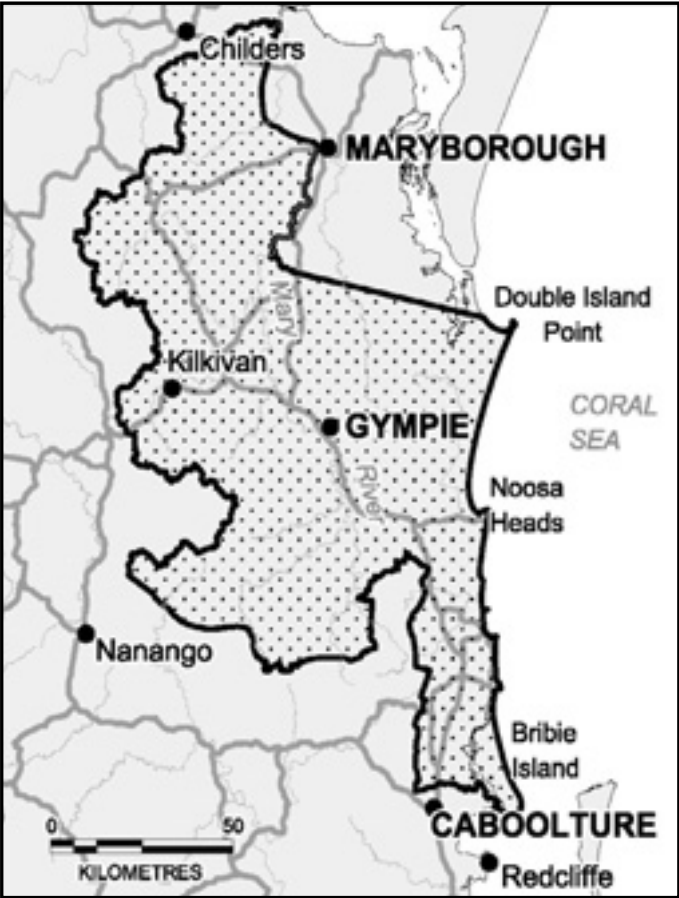 Childers
MARYBOROUGH
Double Island
Point
Mary
Kilkivan
CORAL
SEA
GYMPIE
River
Noosa
Heads
Nanango
Bribie
Island
0 50
KILOMETRES
CABOOLTURE
Redcliffe